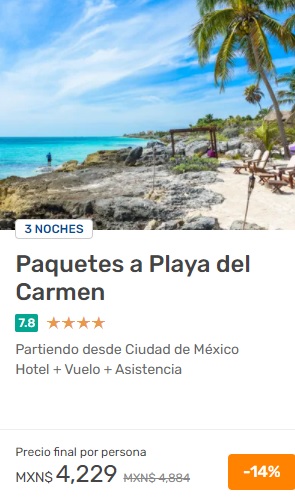 3 NOCHES
Paquetes a Playa del
Carmen
7.8
Partiendo desde Ciudad de México
Hotel + Vuelo + Asistencia
Precio final por persona
MXN$ 4,229 MXN$ 4,884
-14%